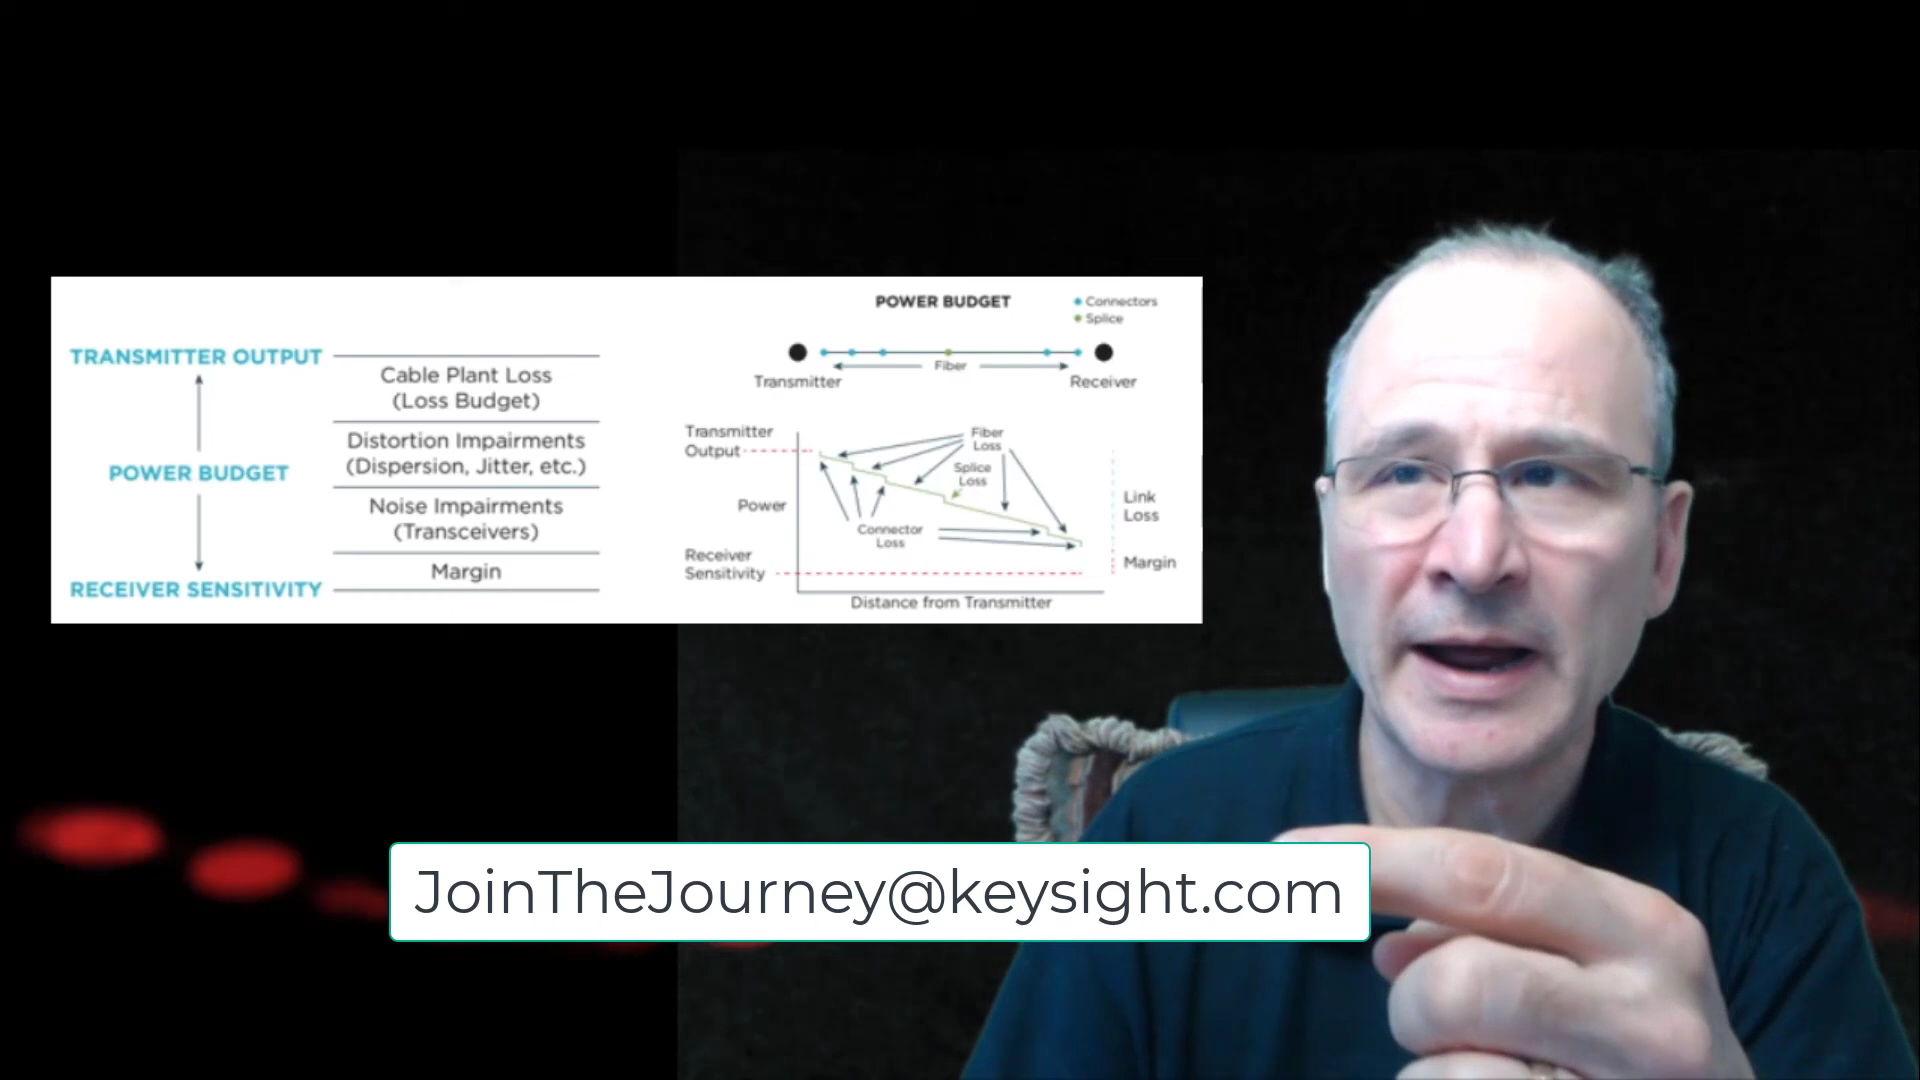 TRANSMITTER OUTPUT
POWER BUDGET
RECEIVER SENSITIVITY
Cable Plant Loss
(Loss Budget)
Distortion Impairments
(Dispersion, Jitter, etc.)
Noise Impairments
(Transceivers)
Margin
POWER BUDGET
Connectors
Splice
Fiber
Transmitter
Receiver
Transmitter
Output
Fiber
Loss
Splice
Loss
Power
Connector
Loss
Link
Loss
Receiver
Sensitivity
Margin
Distance from Transmitter
JoinTheJourney@keysight.com